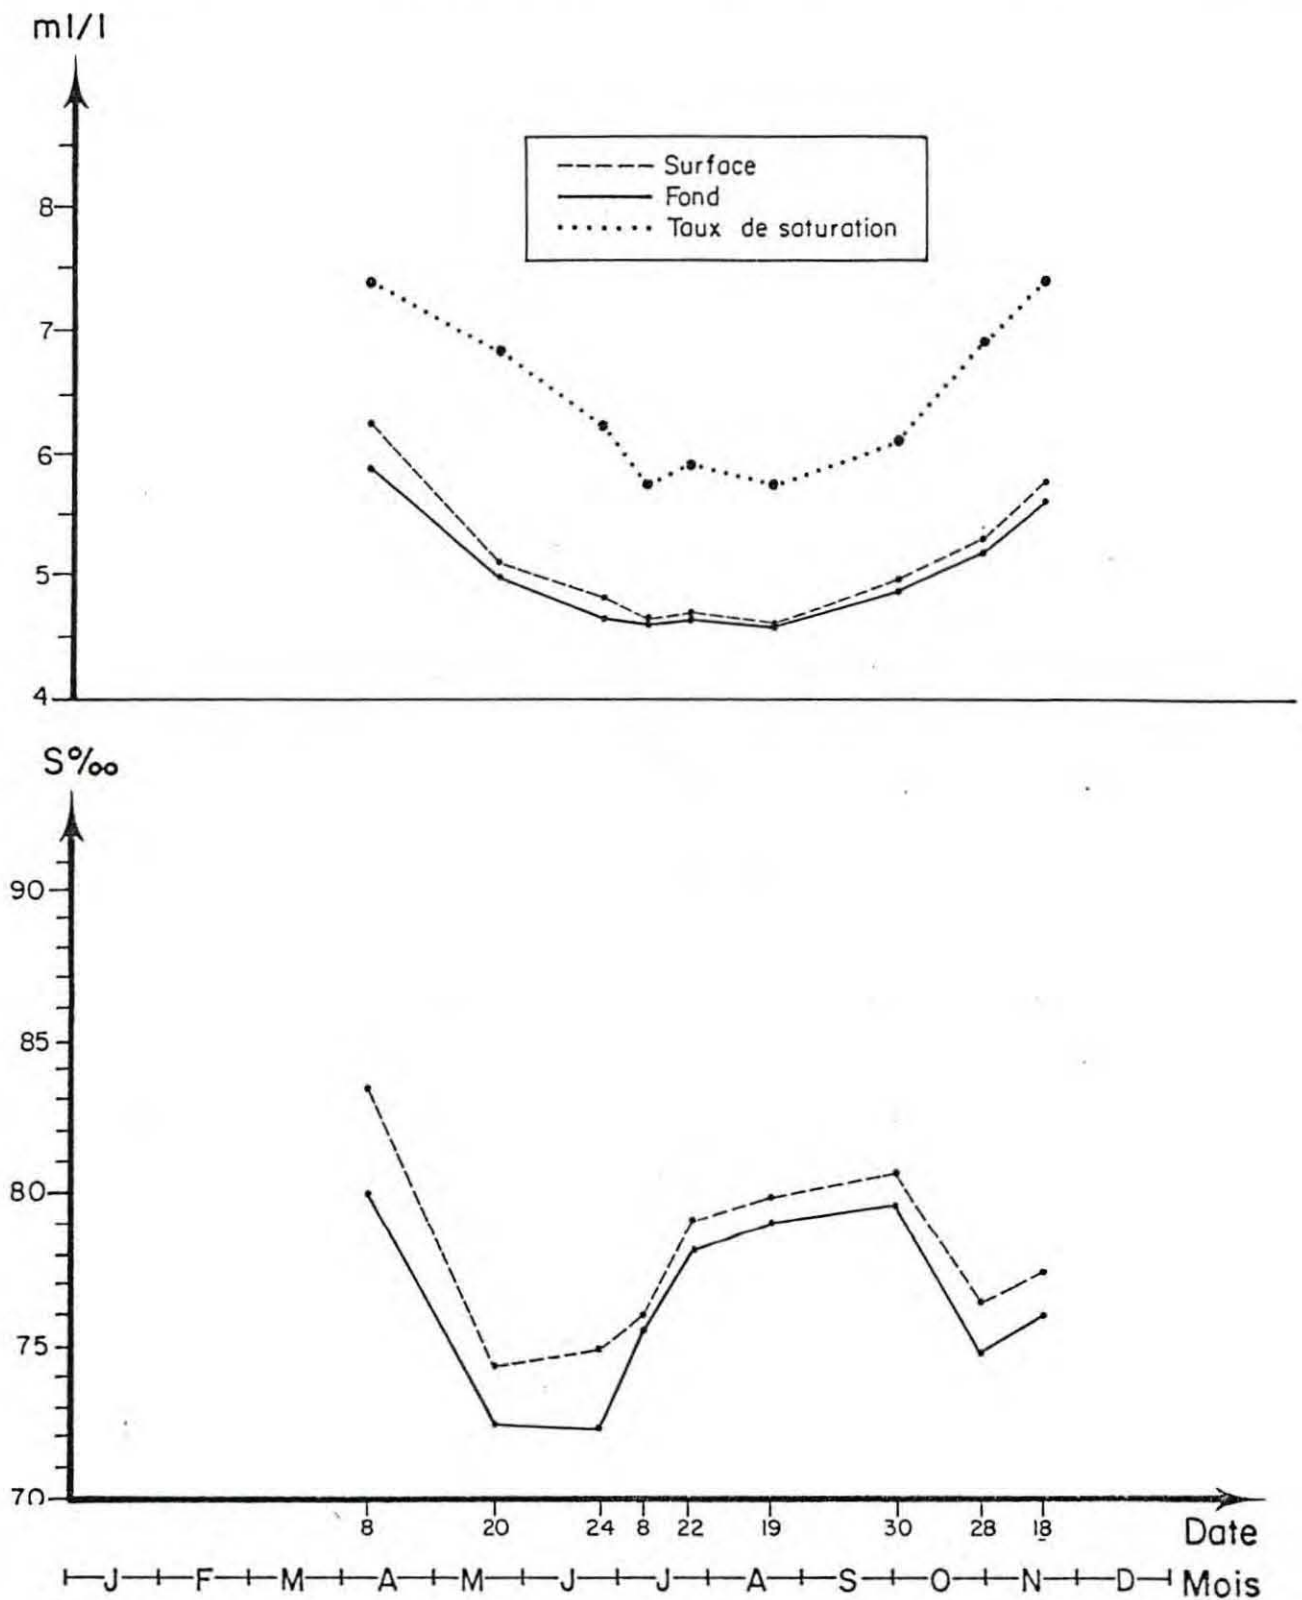 ml/l
Surface
Fond
Taux de saturation
8
7
6
5
4
S‰
90
85
80
75
70
8 20 24 8 22 19 30 28 18 Date
J F M A M J J A S O N D Mois